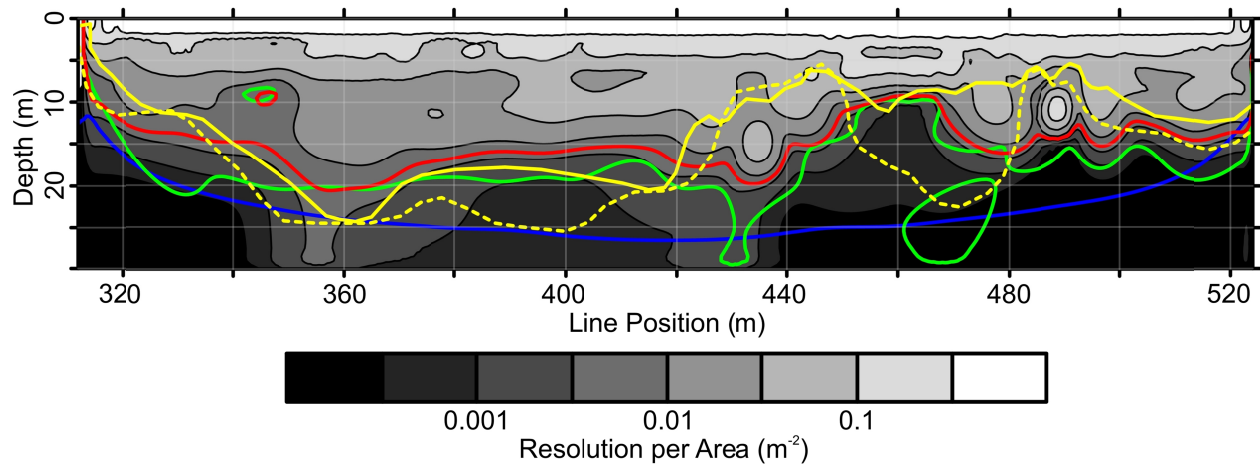 0
10
20
Depth (m)
320 360 400 440 480 520
Line Position (m)
0.001 0.01 0.1
Resolution per Area (m⁻²)